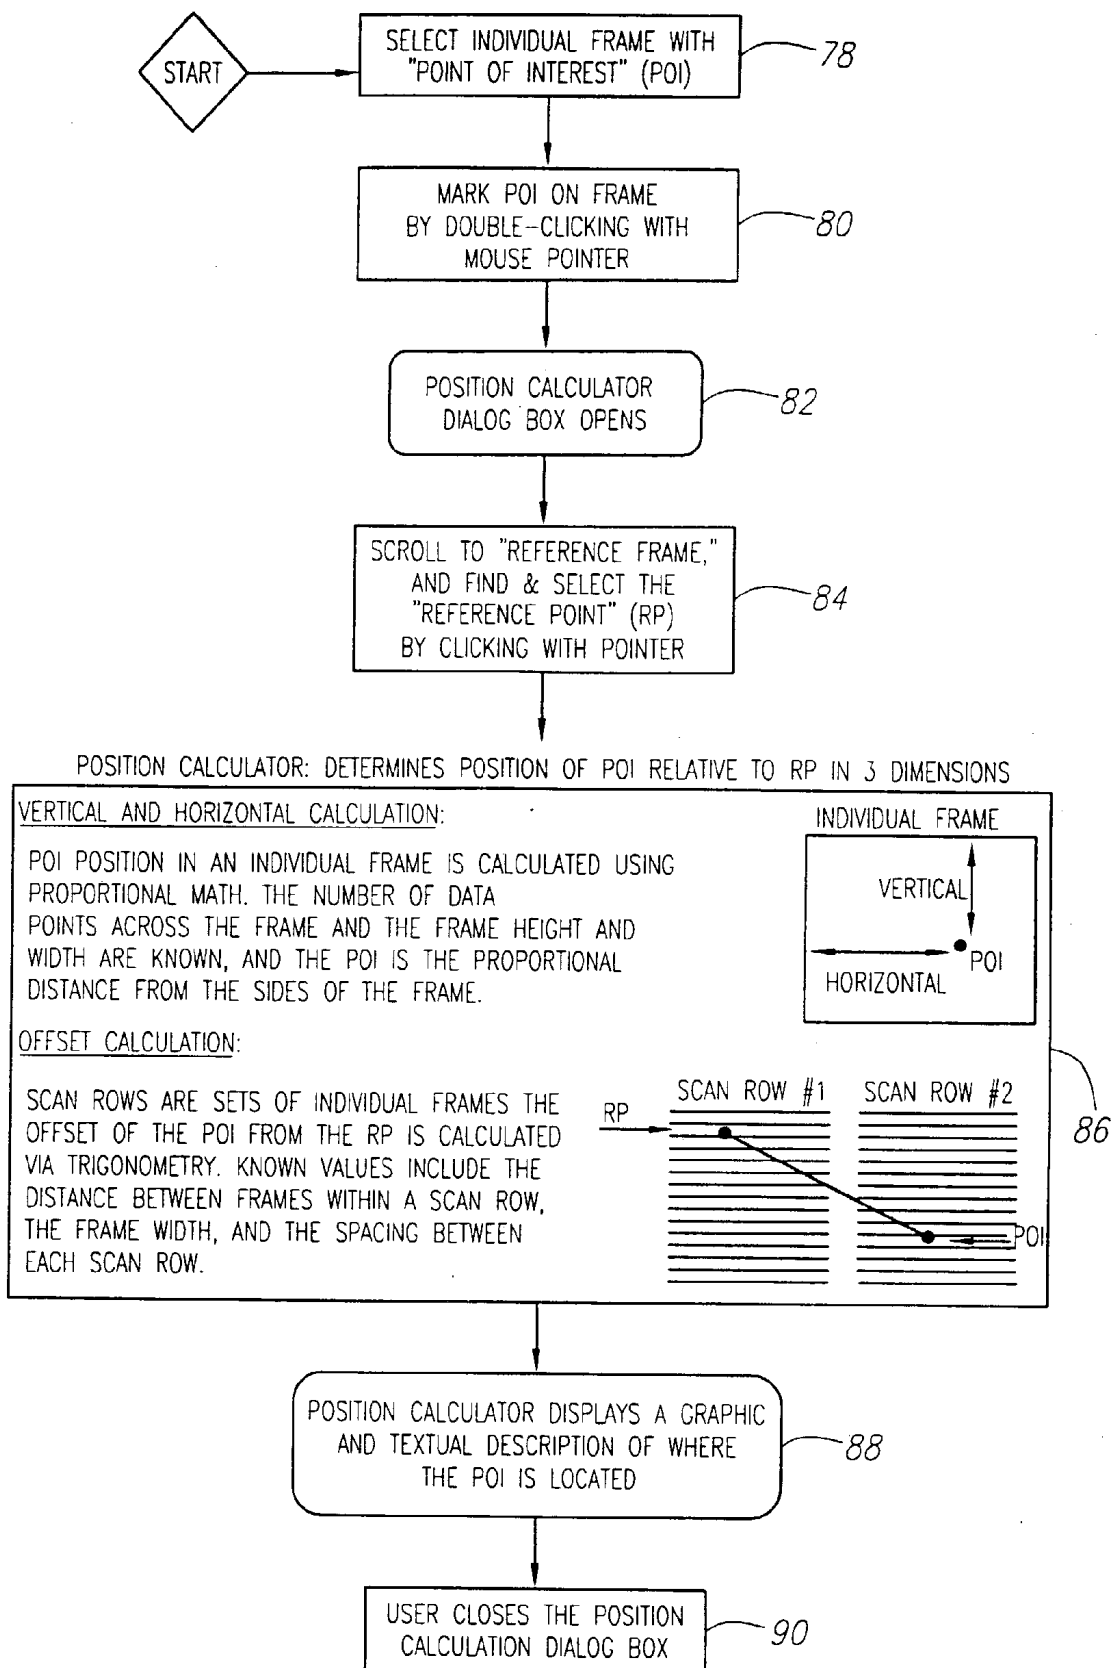 START
SELECT INDIVIDUAL FRAME WITH
"POINT OF INTEREST" (POI)
78
MARK POI ON FRAME
BY DOUBLE-CLICKING WITH
MOUSE POINTER
80
POSITION CALCULATOR
DIALOG BOX OPENS
82
SCROLL TO "REFERENCE FRAME,"
AND FIND & SELECT THE
"REFERENCE POINT" (RP)
BY CLICKING WITH POINTER
84
POSITION CALCULATOR: DETERMINES POSITION OF POI RELATIVE TO RP IN 3 DIMENSIONS
VERTICAL AND HORIZONTAL CALCULATION:
POI POSITION IN AN INDIVIDUAL FRAME IS CALCULATED USING
PROPORTIONAL MATH. THE NUMBER OF DATA
POINTS ACROSS THE FRAME AND THE FRAME HEIGHT AND
WIDTH ARE KNOWN, AND THE POI IS THE PROPORTIONAL
DISTANCE FROM THE SIDES OF THE FRAME.
INDIVIDUAL FRAME
VERTICAL
POI
HORIZONTAL
OFFSET CALCULATION:
SCAN ROWS ARE SETS OF INDIVIDUAL FRAMES THE
OFFSET OF THE POI FROM THE RP IS CALCULATED
VIA TRIGONOMETRY. KNOWN VALUES INCLUDE THE
DISTANCE BETWEEN FRAMES WITHIN A SCAN ROW,
THE FRAME WIDTH, AND THE SPACING BETWEEN
EACH SCAN ROW.
SCAN ROW #1
SCAN ROW #2
RP
POI
86
POSITION CALCULATOR DISPLAYS A GRAPHIC
AND TEXTUAL DESCRIPTION OF WHERE
THE POI IS LOCATED
88
USER CLOSES THE POSITION
CALCULATION DIALOG BOX
90